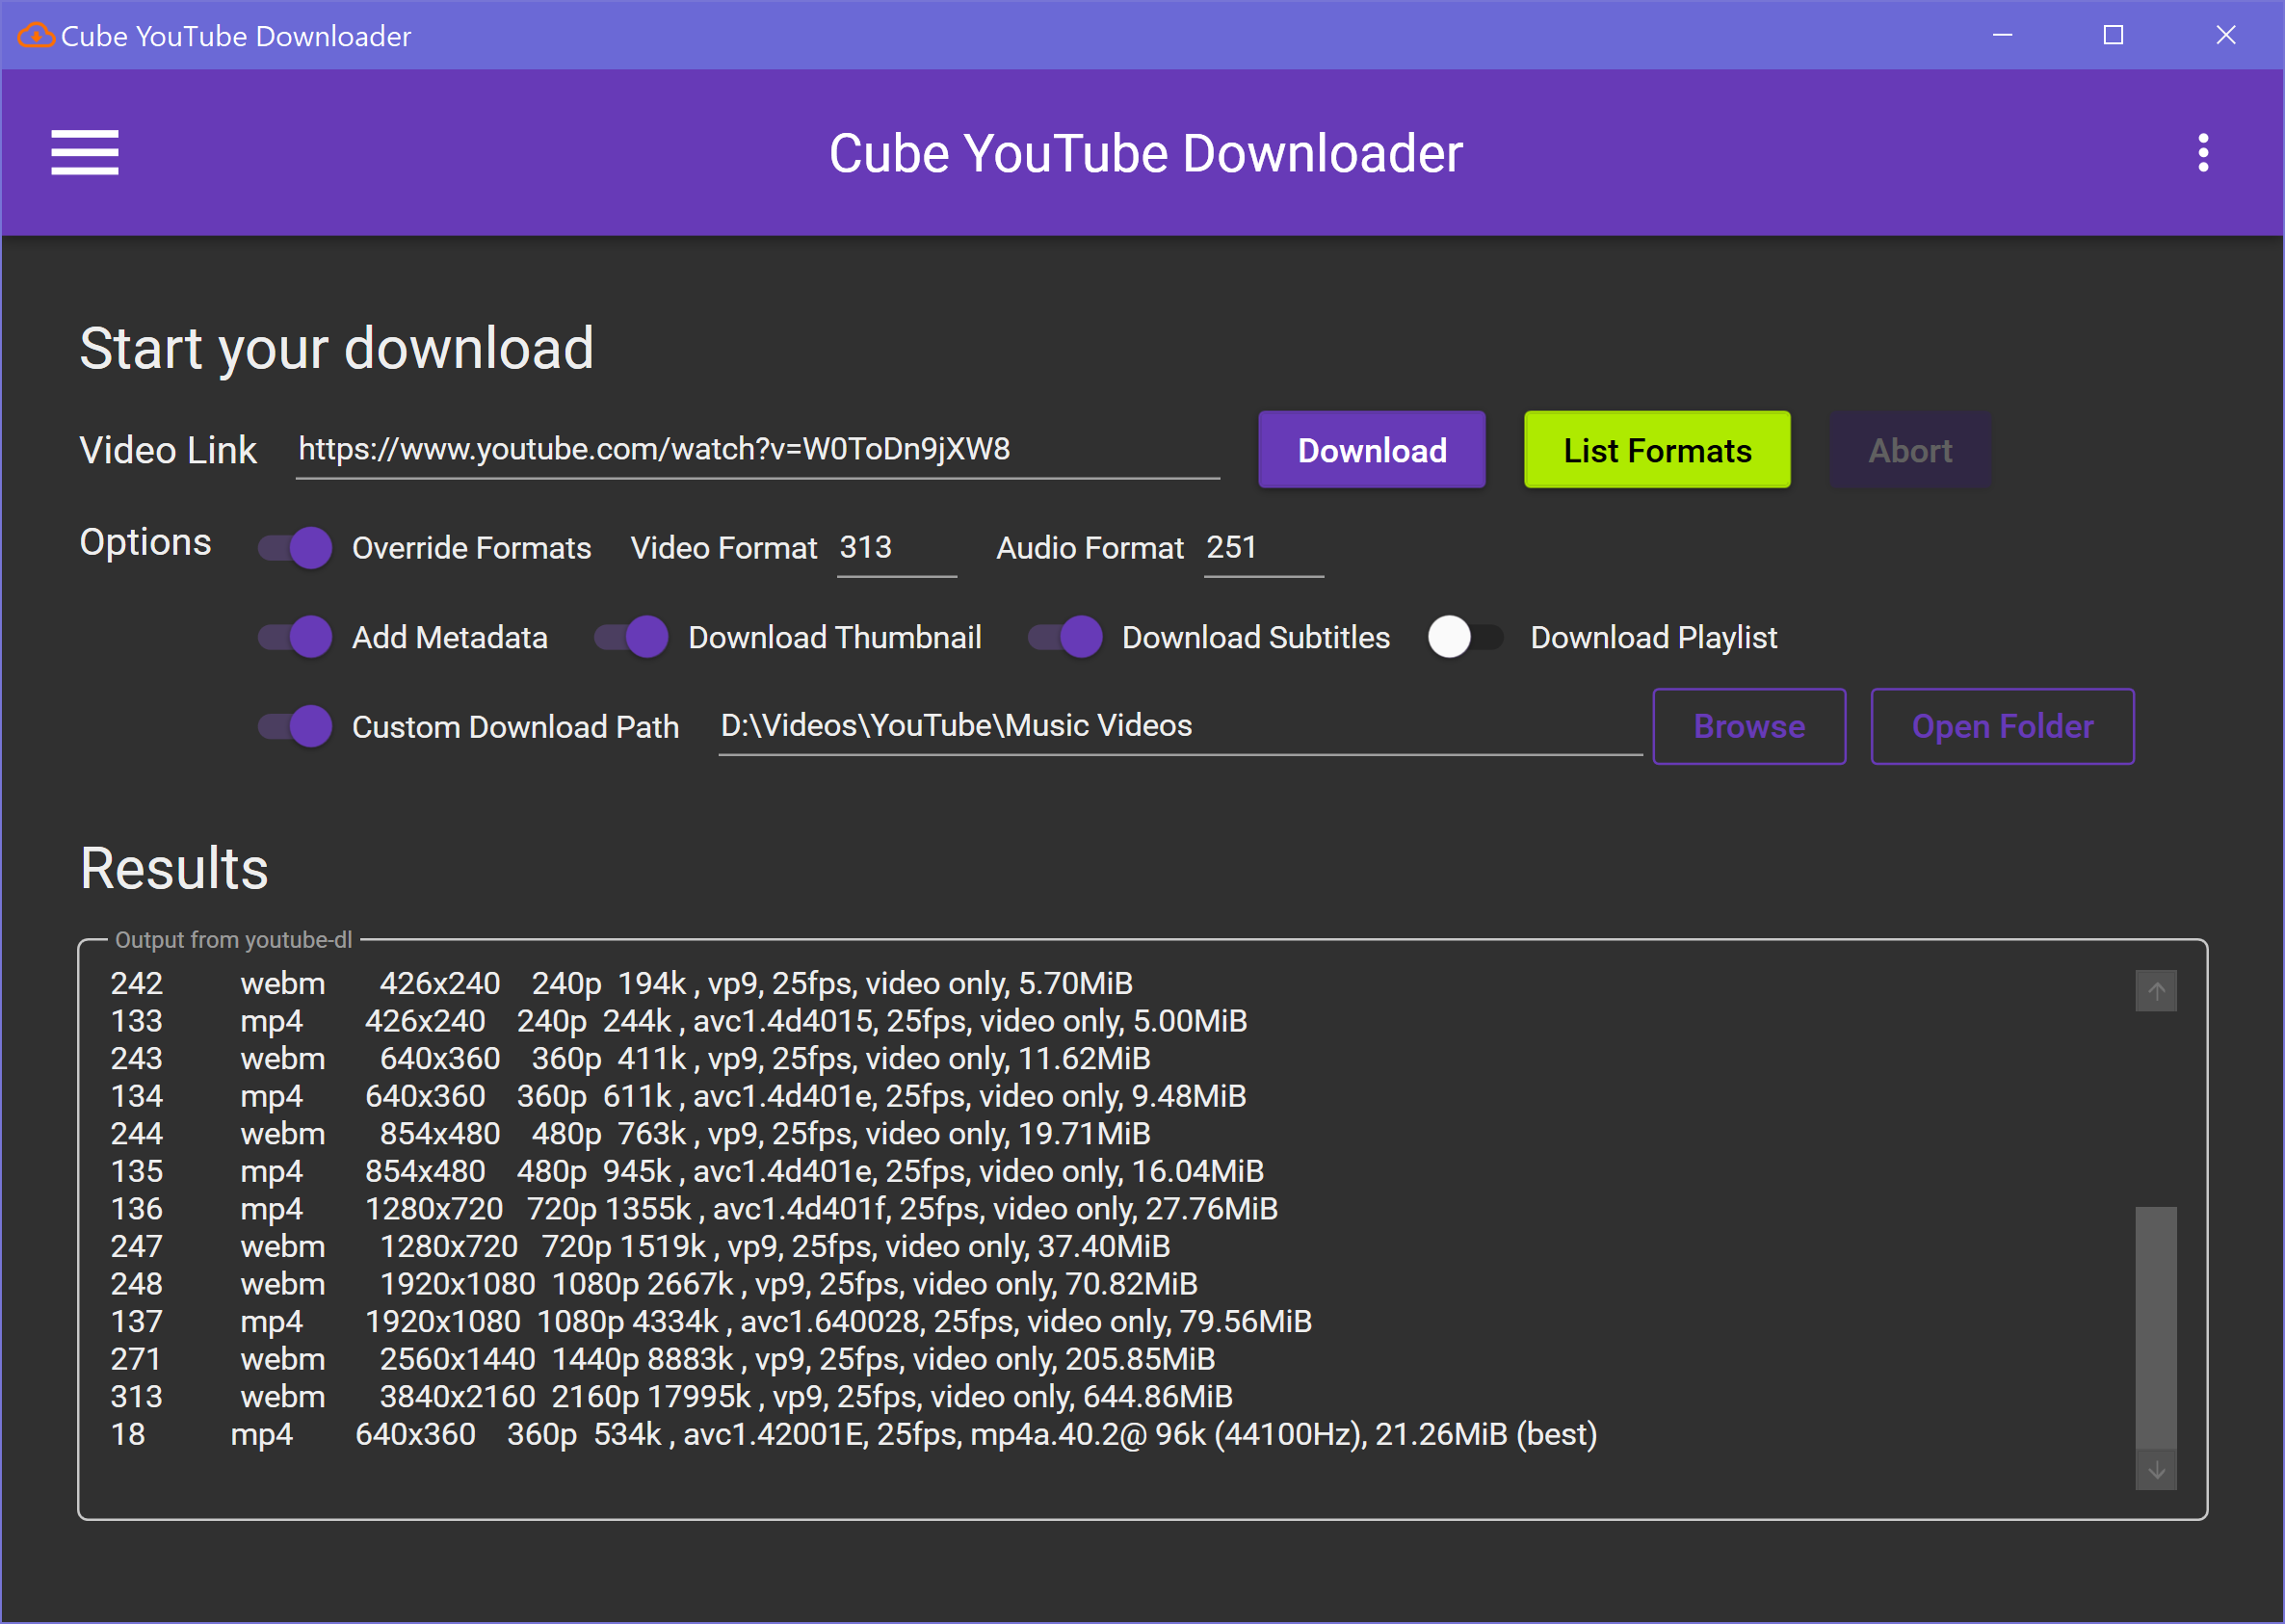 Cube YouTube Downloader
Cube YouTube Downloader
Start your download
Video Link https://www.youtube.com/watch?v=W0ToDn9jXW8 Download List Formats Abort
Options Override Formats Video Format 313 Audio Format 251
Add Metadata Download Thumbnail Download Subtitles Download Playlist
Custom Download Path D:\Videos\YouTube\Music Videos Browse Open Folder
Results
Output from youtube-dl
242 webm 426x240 240p 194k , vp9, 25fps, video only, 5.70MiB
133 mp4 426x240 240p 244k , avc1.4d4015, 25fps, video only, 5.00MiB
243 webm 640x360 360p 411k , vp9, 25fps, video only, 11.62MiB
134 mp4 640x360 360p 611k , avc1.4d401e, 25fps, video only, 9.48MiB
244 webm 854x480 480p 763k , vp9, 25fps, video only, 19.71MiB
135 mp4 854x480 480p 945k , avc1.4d401e, 25fps, video only, 16.04MiB
136 mp4 1280x720 720p 1355k , avc1.4d401f, 25fps, video only, 27.76MiB
247 webm 1280x720 720p 1519k , vp9, 25fps, video only, 37.40MiB
248 webm 1920x1080 1080p 2667k , vp9, 25fps, video only, 70.82MiB
137 mp4 1920x1080 1080p 4334k , avc1.640028, 25fps, video only, 79.56MiB
271 webm 2560x1440 1440p 8883k , vp9, 25fps, video only, 205.85MiB
313 webm 3840x2160 2160p 17995k , vp9, 25fps, video only, 644.86MiB
18 mp4 640x360 360p 534k , avc1.42001E, 25fps, mp4a.40.2@ 96k (44100Hz), 21.26MiB (best)